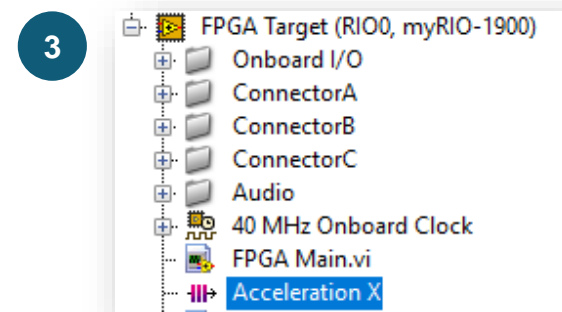 3
FPGA Target (RIO0, myRIO-1900)
Onboard I/O
ConnectorA
ConnectorB
ConnectorC
Audio
40 MHz Onboard Clock
FPGA Main.vi
Acceleration X